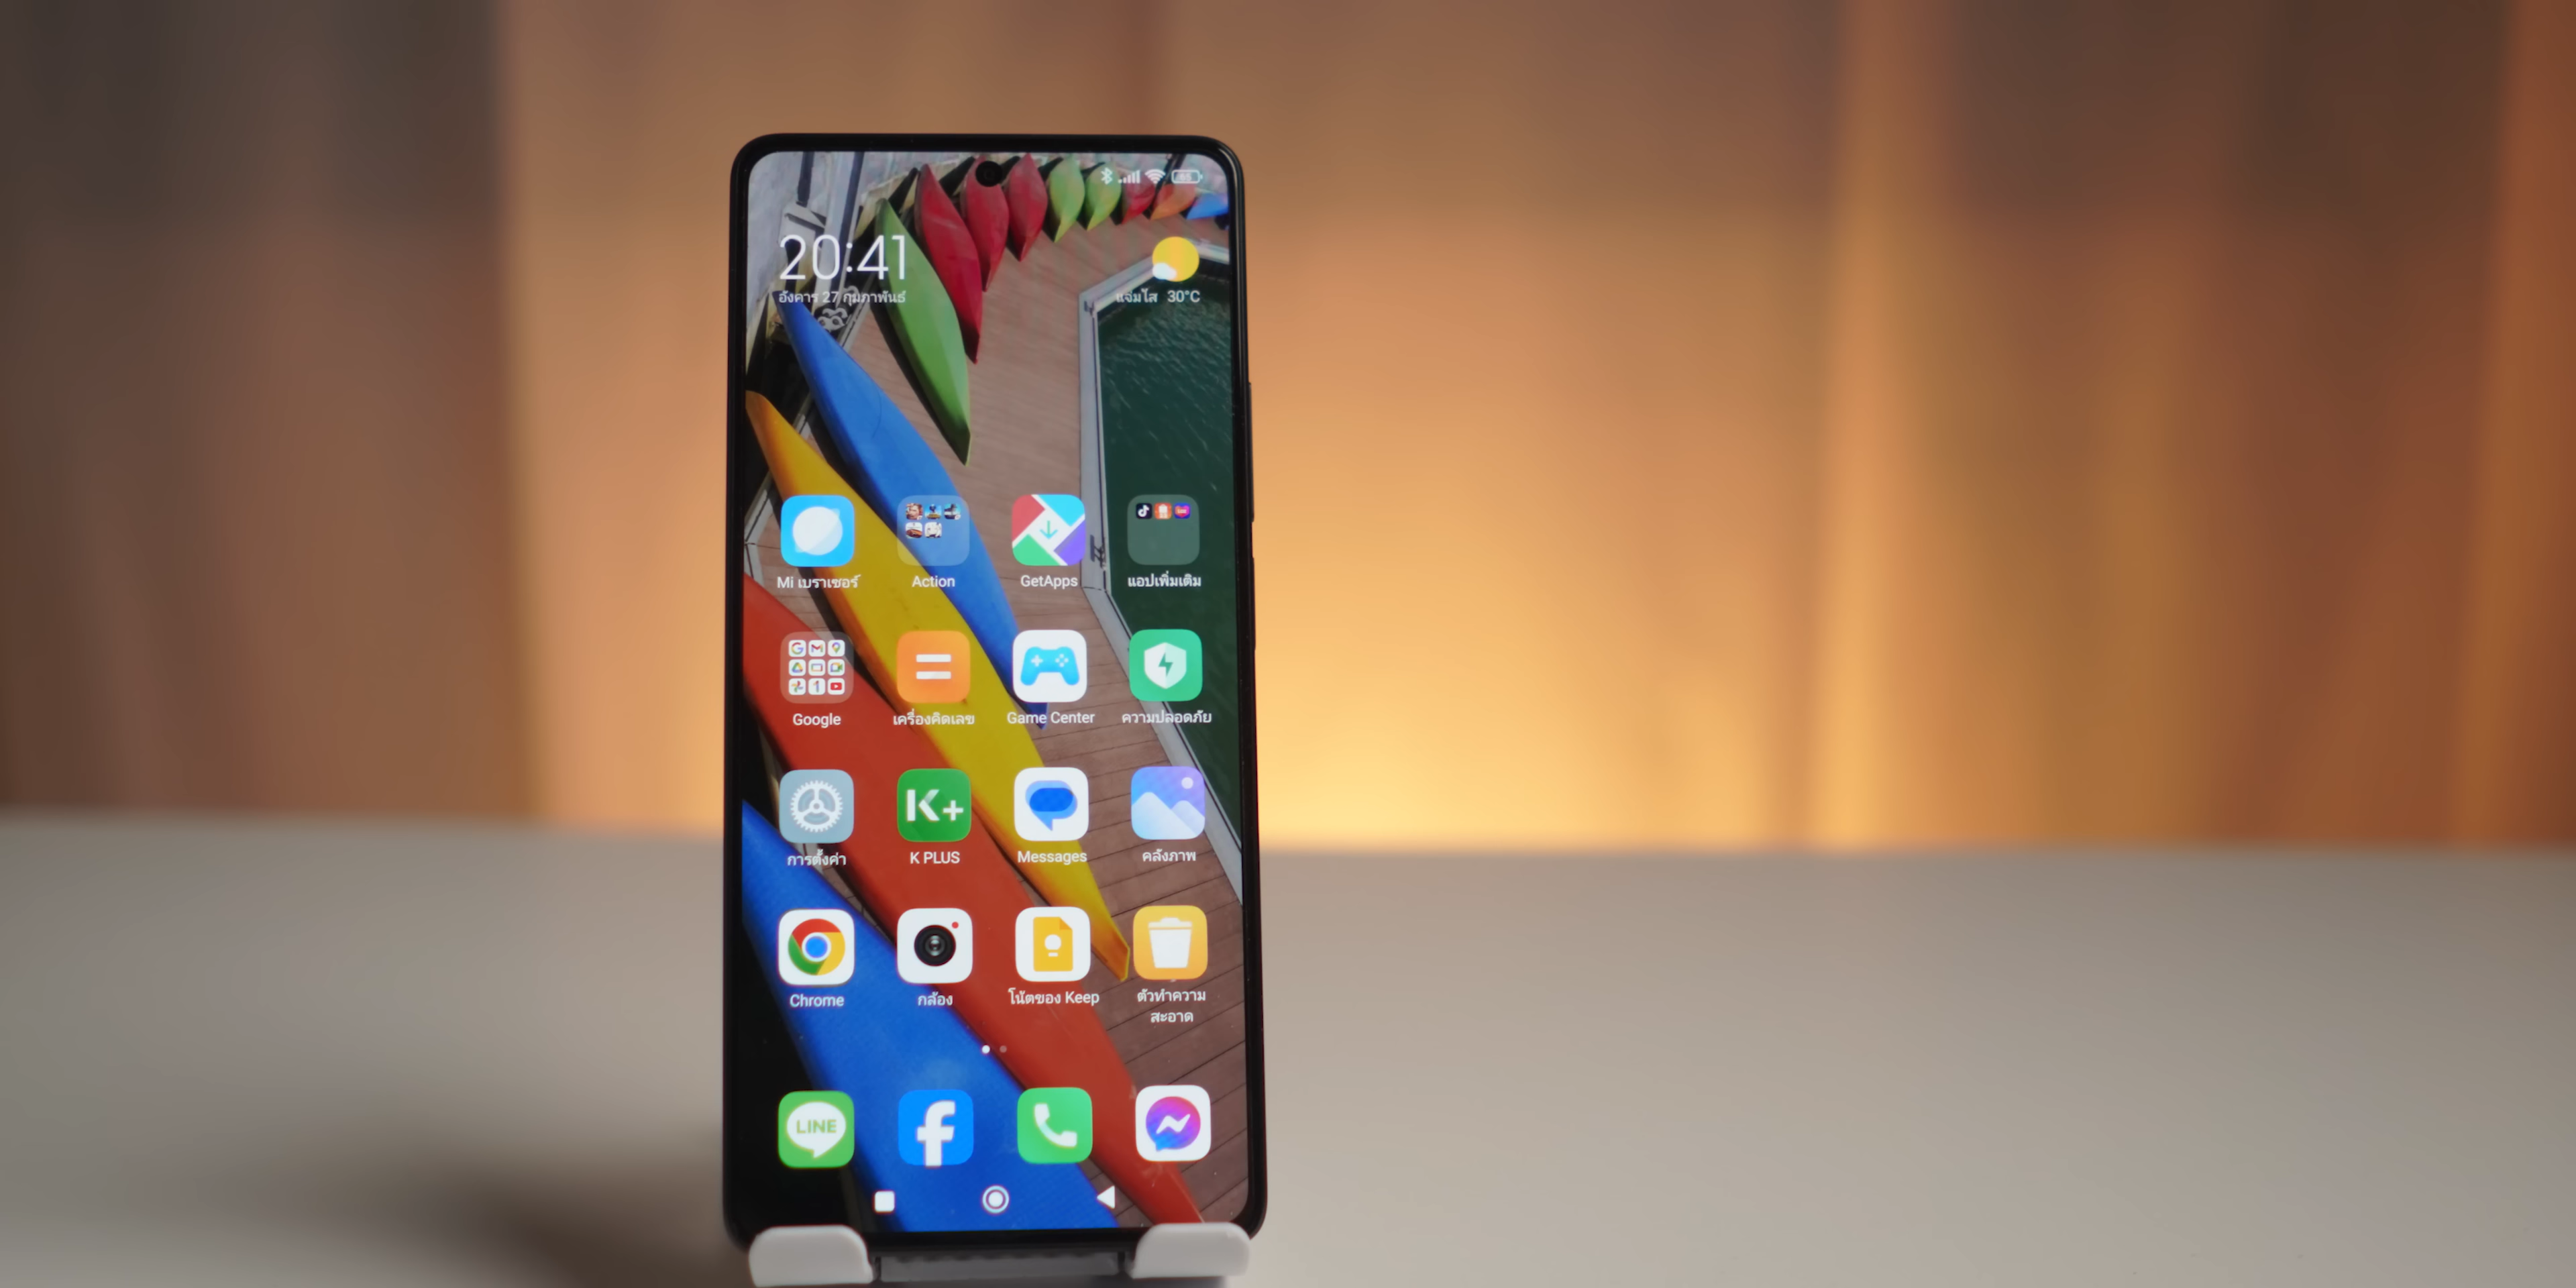 20:41
อังคาร 27 กุมภาพันธ์
แจ่มใส 30°C
Mi เบราเซอร์
Action
GetApps
แอปเพิ่มเติม
Google
เครื่องคิดเลข
Game Center
ความปลอดภัย
การตั้งค่า
K+
K PLUS
Messages
คลังภาพ
Chrome
กล้อง
โน้ตของ Keep
ตัวทำความ
สะอาด
LINE